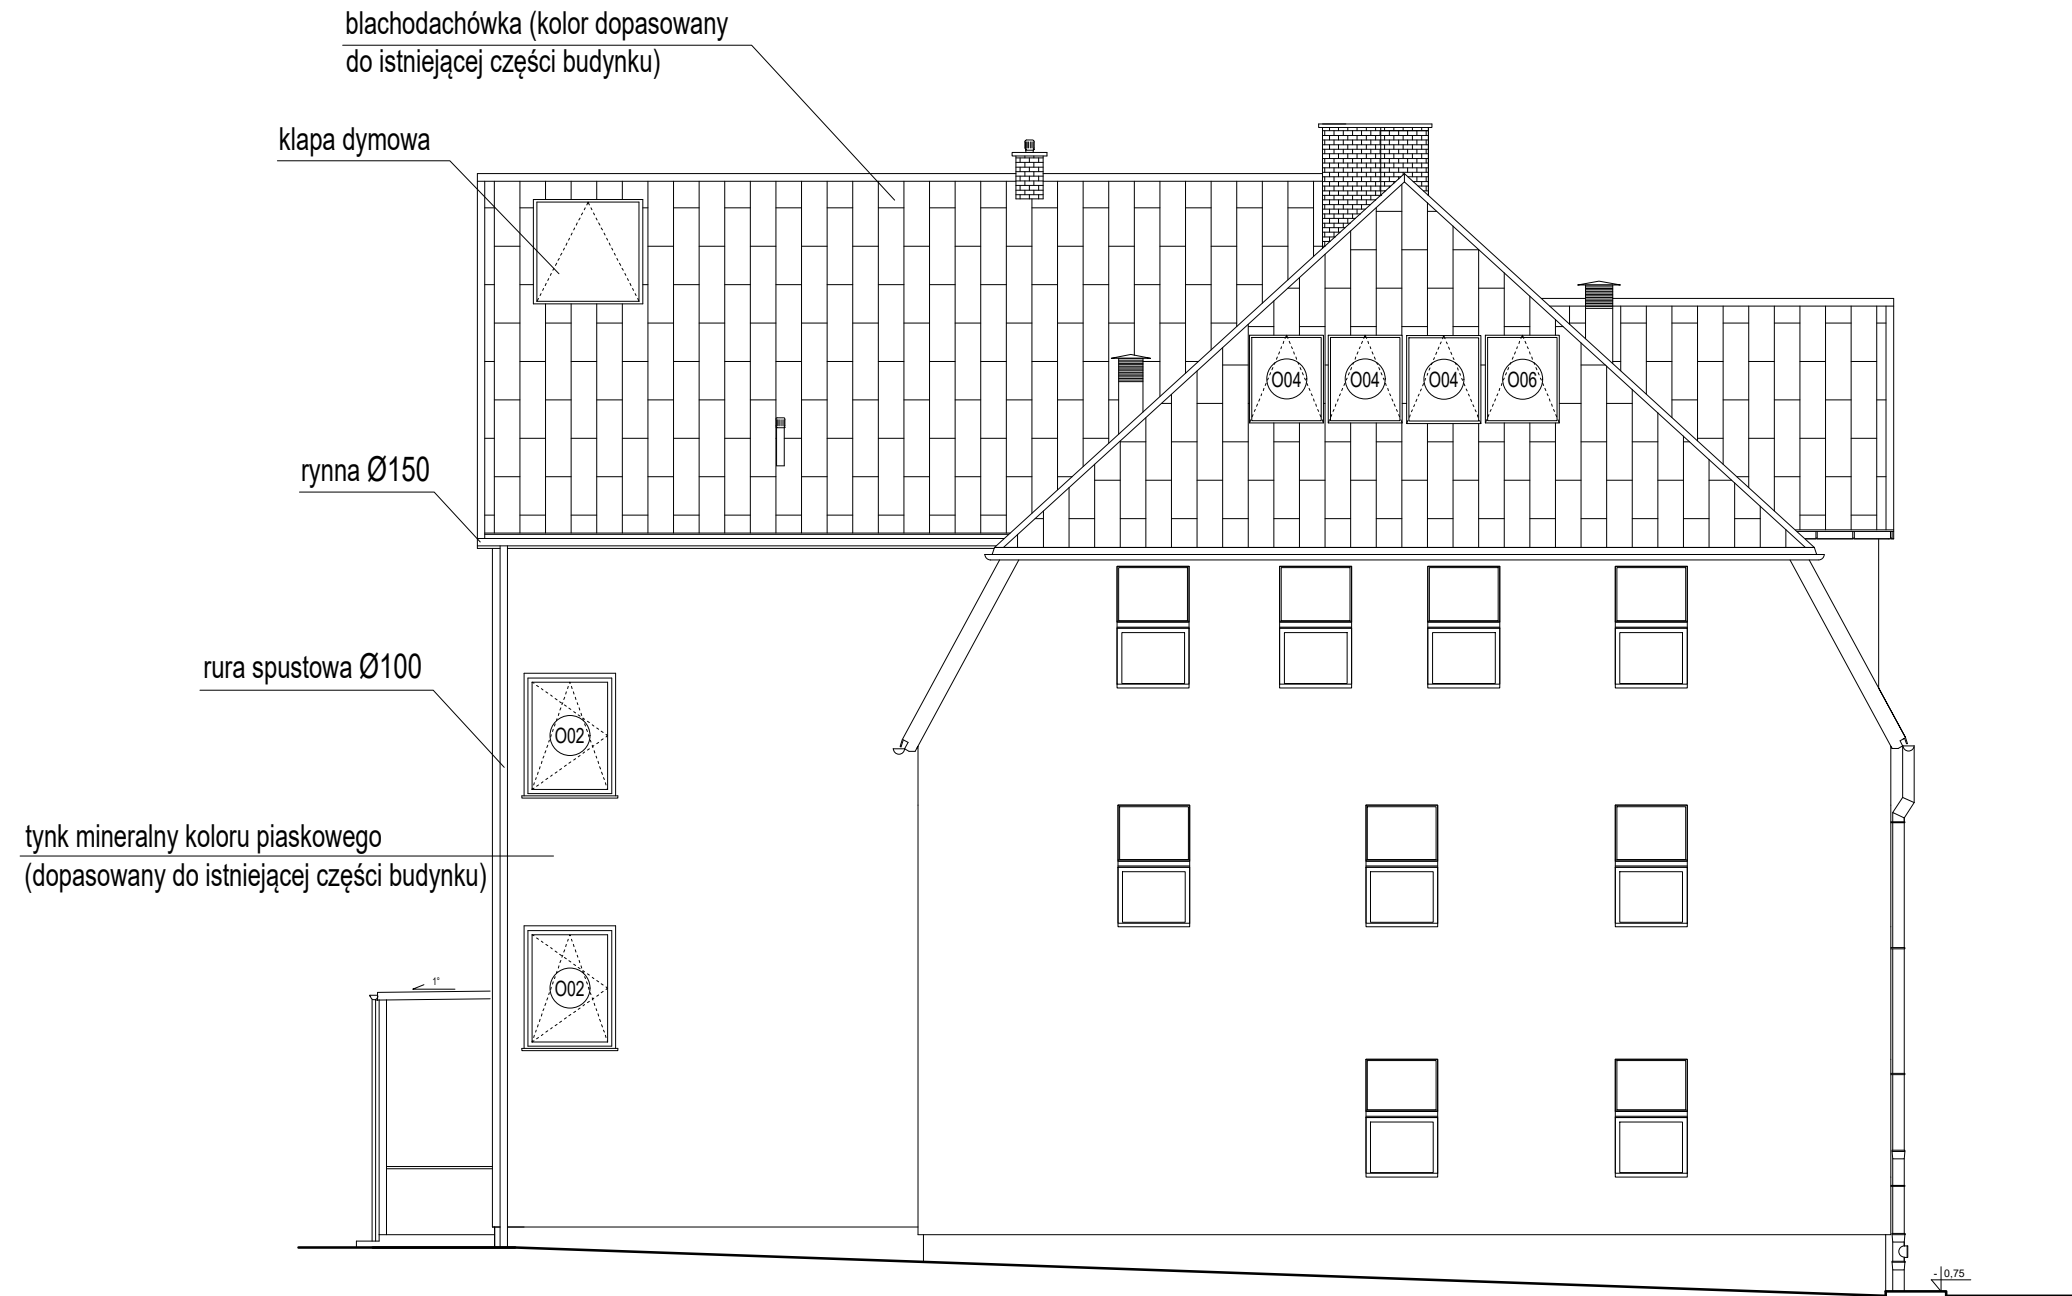 blachodachówka (kolor dopasowany
do istniejącej części budynku)
klapa dymowa
O04 O04 O04 O06
rynna Ø150
rura spustowa Ø100
O02
tynk mineralny koloru piaskowego
(dopasowany do istniejącej części budynku)
1°
O02
- 0,75